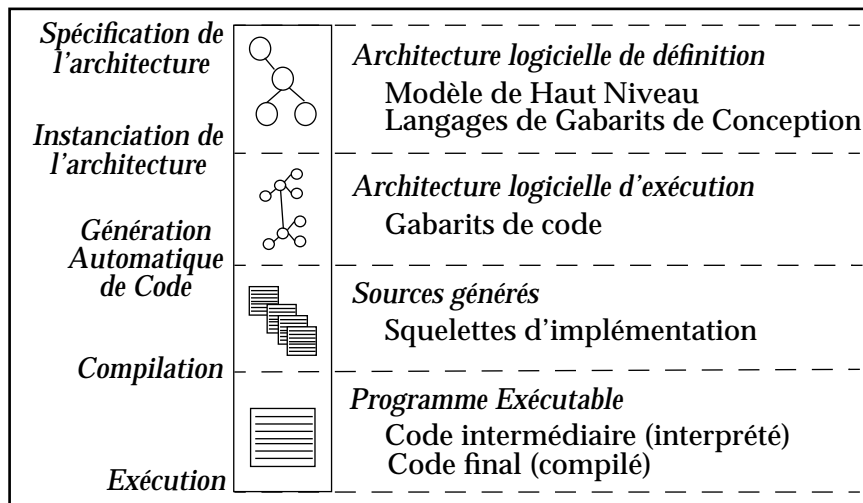 Spécification de
l'architecture
Architecture logicielle de définition
Modèle de Haut Niveau
Langages de Gabarits de Conception
Instanciation de
l'architecture
Architecture logicielle d'exécution
Gabarits de code
Génération
Automatique
de Code
Sources générés
Squelettes d'implémentation
Compilation
Programme Exécutable
Code intermédiaire (interprété)
Code final (compilé)
Exécution